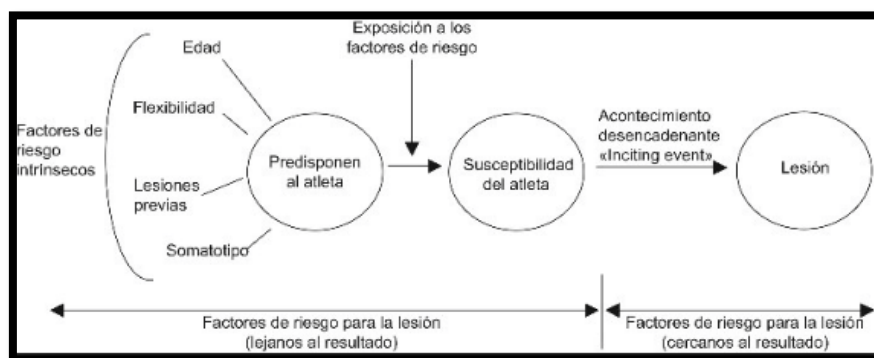 Exposición a los
factores de riesgo
Edad
Flexibilidad
Factores de
riesgo
intrínsecos
Lesiones
previas
Somatotipo
Predisponen
al atleta
Susceptibilidad
del atleta
Acontecimiento
desencadenante
«Inciting event»
Lesión
Factores de riesgo para la lesión
(lejanos al resultado)
Factores de riesgo para la lesión
(cercanos al resultado)